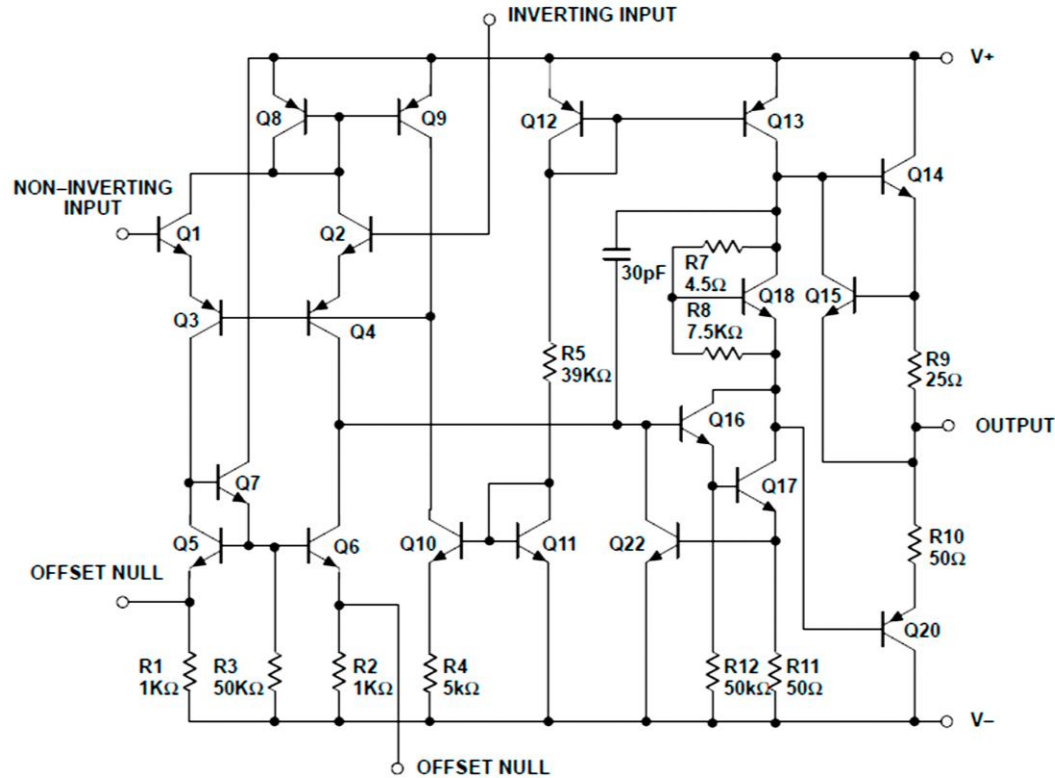 INVERTING INPUT
V+
Q8
Q9
Q12
Q13
Q14
NON–INVERTING
INPUT
Q1
Q2
30pF
R7
4.5Ω
Q18
Q15
R8
7.5KΩ
Q3
Q4
R5
39KΩ
R9
25Ω
Q16
OUTPUT
Q7
Q17
Q5
Q6
Q10
Q11
Q22
R10
50Ω
OFFSET NULL
Q20
R1
1KΩ
R3
50KΩ
R2
1KΩ
R4
5kΩ
R12
50kΩ
R11
50Ω
V–
OFFSET NULL